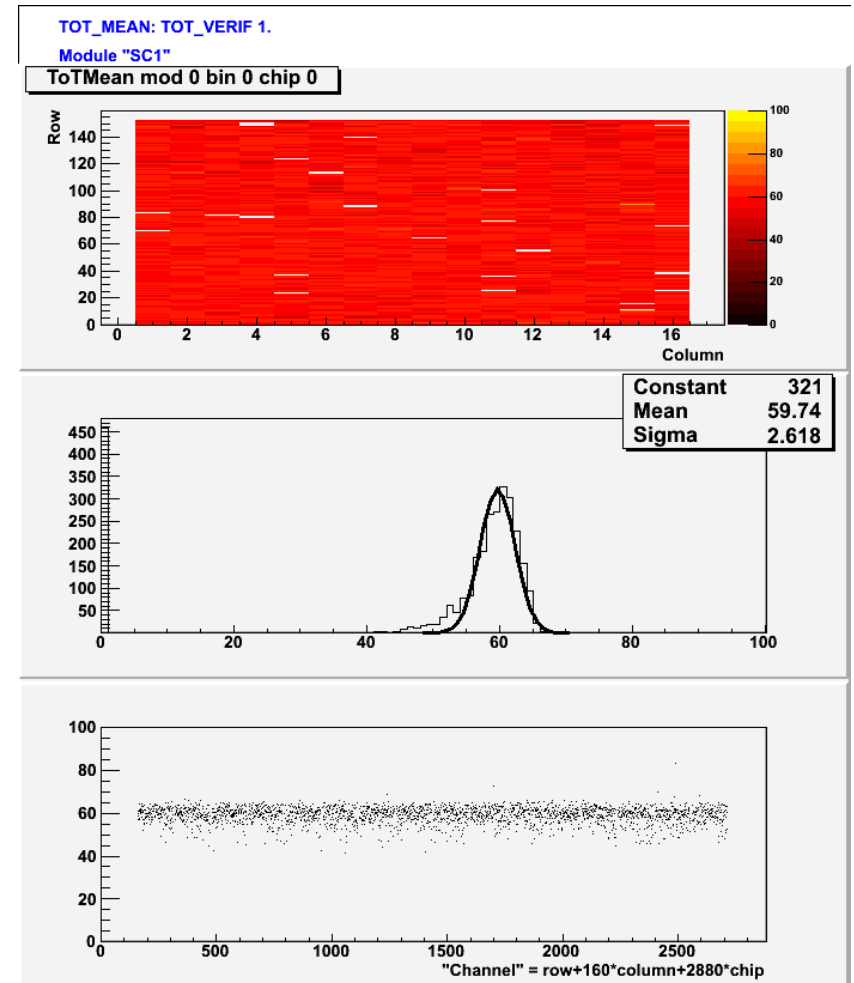 TOT_MEAN: TOT_VERIF 1.
Module "SC1"
ToTMean mod 0 bin 0 chip 0
Row
140
120
100
80
60
40
20
0
0 2 4 6 8 10 12 14 16
Column
100
80
60
40
20
0
Constant 321
Mean 59.74
Sigma 2.618
450
400
350
300
250
200
150
100
50
0 20 40 60 80 100
100
80
60
40
20
0
0 500 1000 1500 2000 2500
"Channel" = row+160*column+2880*chip